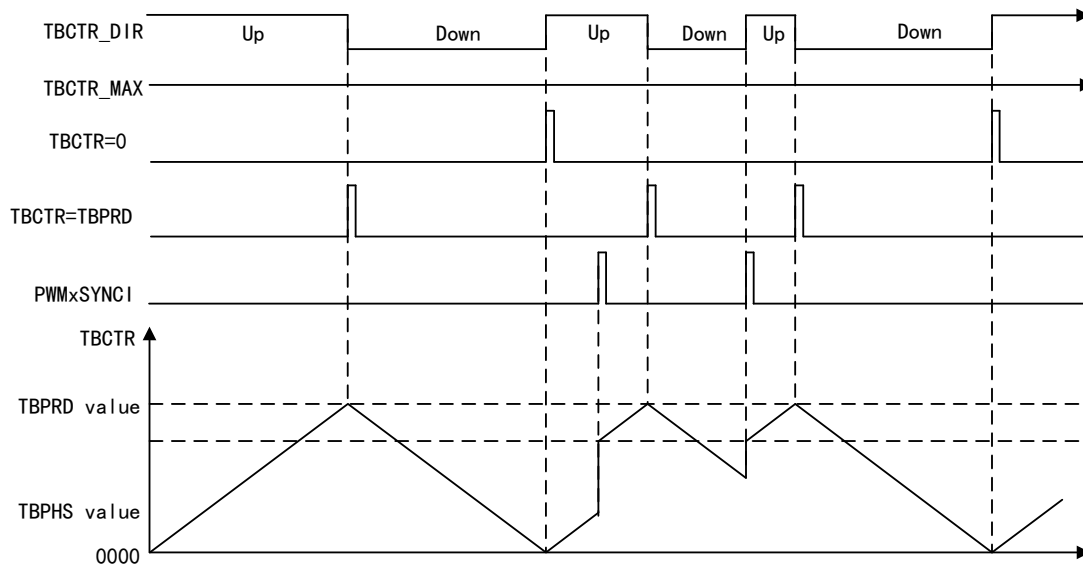 TBCTR_DIR
Up
Down
Up
Down
Up
Down
TBCTR_MAX
TBCTR=0
TBCTR=TBPRD
PWMxSYNCI
TBCTR
TBPRD value
TBPHS value
0000